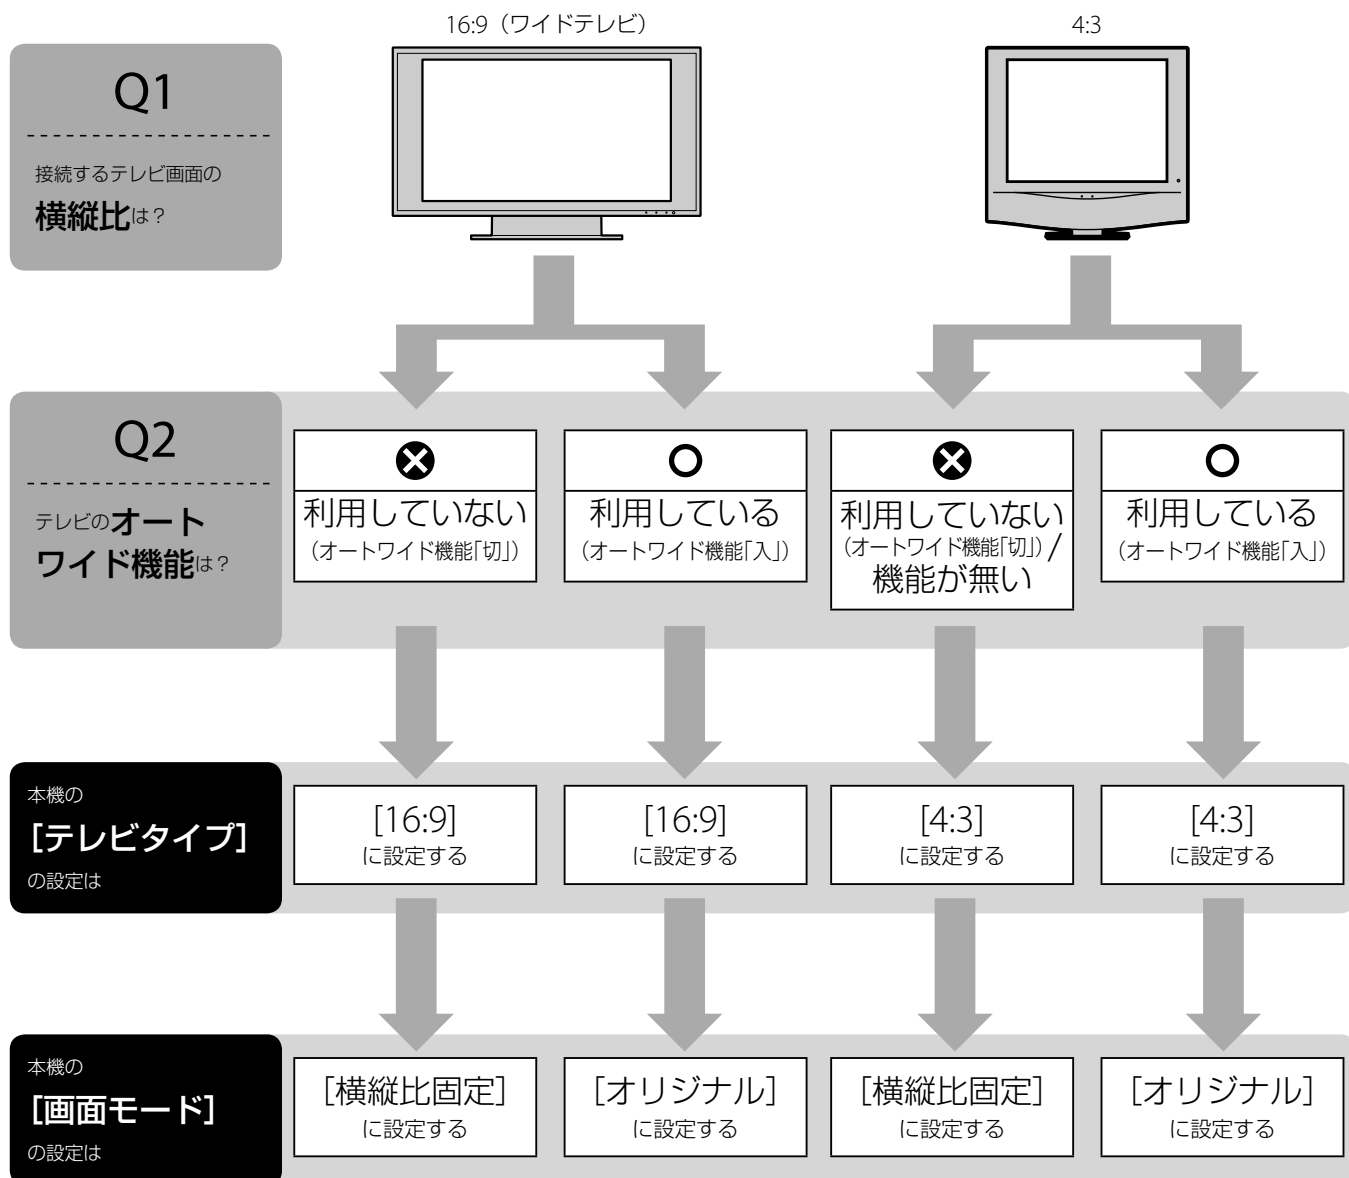 16:9（ワイドテレビ）
4:3
Q1
接続するテレビ画面の
横縦比は？
Q2
テレビのオート
ワイド機能は？
利用していない
（オートワイド機能「切」）
利用している
（オートワイド機能「入」）
利用していない
（オートワイド機能「切」）/
機能が無い
利用している
（オートワイド機能「入」）
本機の
［テレビタイプ］
の設定は
[16:9]
に設定する
[16:9]
に設定する
[4:3]
に設定する
[4:3]
に設定する
本機の
［画面モード］
の設定は
［横縦比固定］
に設定する
［オリジナル］
に設定する
［横縦比固定］
に設定する
［オリジナル］
に設定する